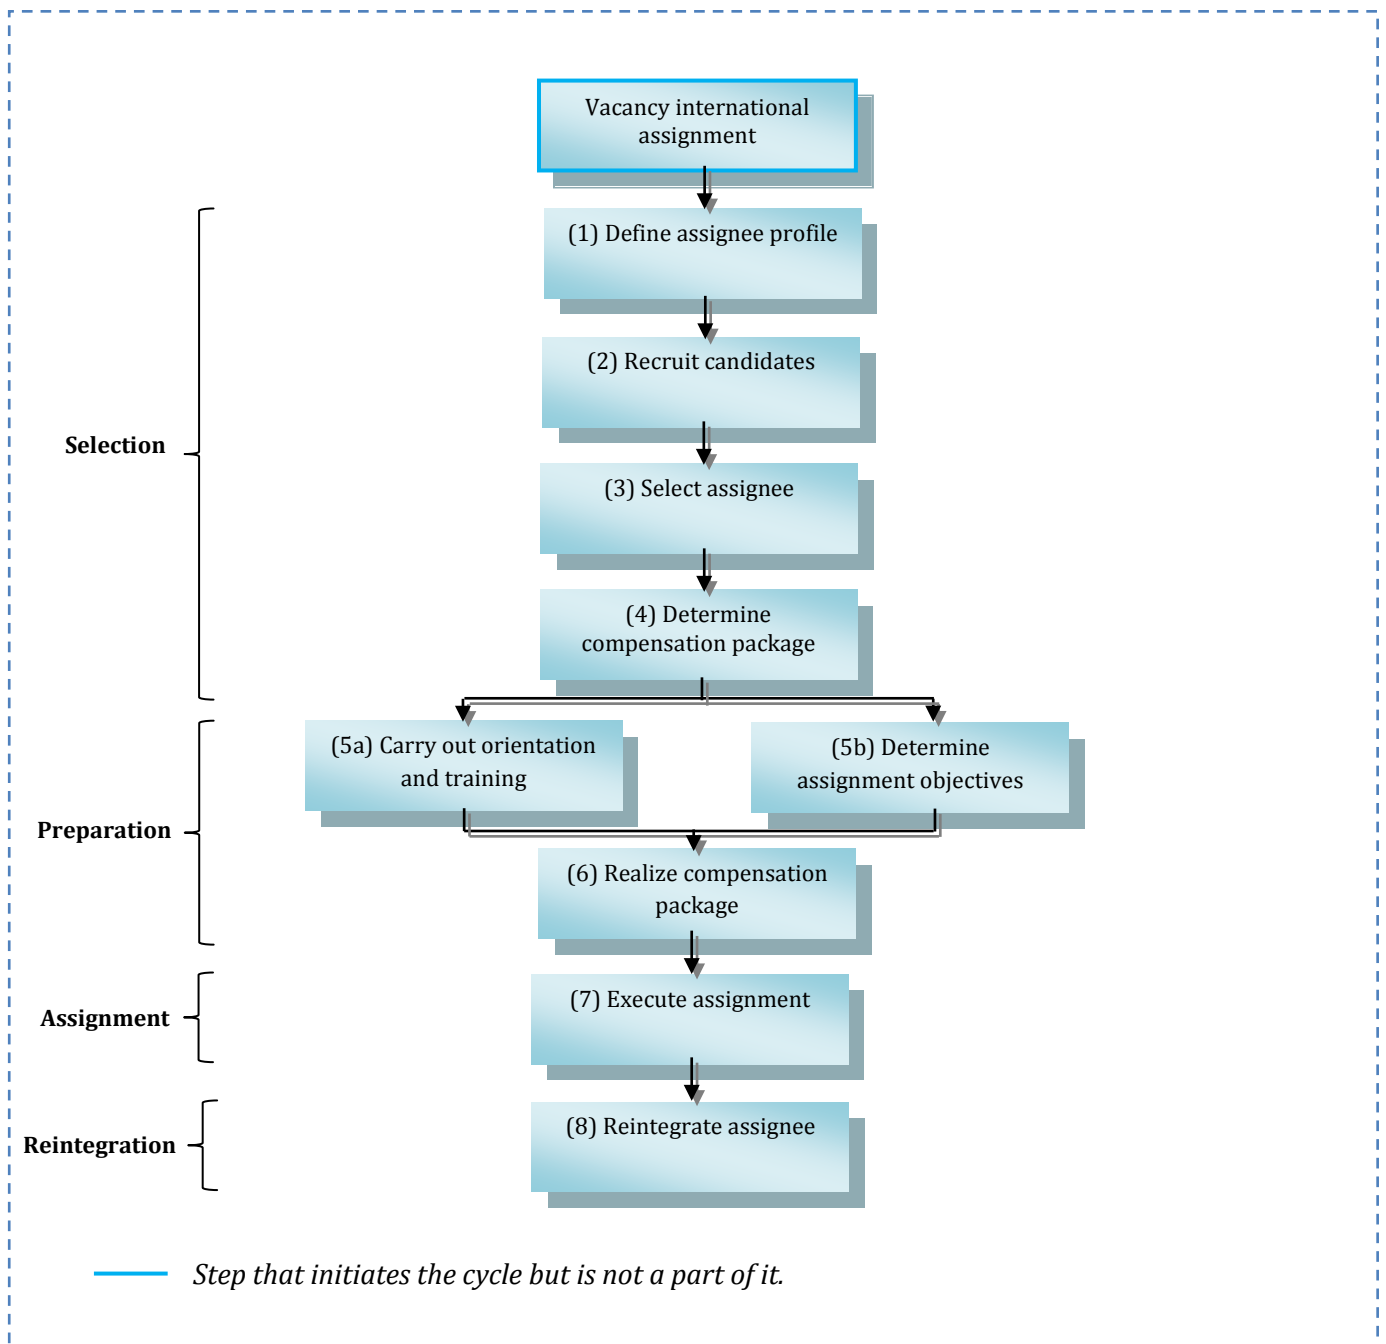 Vacancy international
assignment
(1) Define assignee profile
(2) Recruit candidates
Selection
(3) Select assignee
(4) Determine
compensation package
(5a) Carry out orientation
and training
(5b) Determine
assignment objectives
Preparation
(6) Realize compensation
package
Assignment
(7) Execute assignment
Reintegration
(8) Reintegrate assignee
Step that initiates the cycle but is not a part of it.